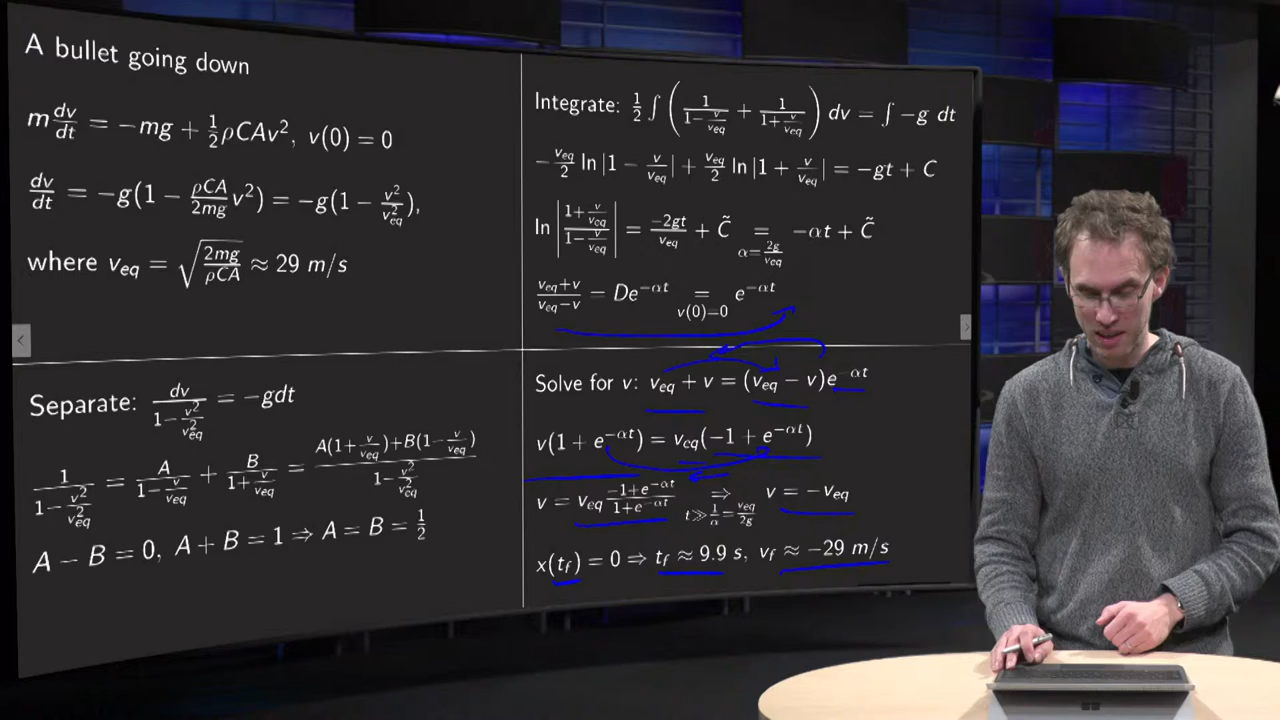 A bullet going down
m dv/dt = −mg + ½ρCAv², v(0) = 0
dv/dt = −g(1 − ρCA/2mg v²) = −g(1 − v²/v²_eq),
where v_eq = √(2mg/ρCA) ≈ 29 m/s
Separate: dv/(1 − v²/v²_eq) = −gdt
1/(1 − v²/v²_eq) = A/(1 − v/v_eq) + B/(1 + v/v_eq) = (A(1 + v/v_eq) + B(1 − v/v_eq))/(1 − v²/v²_eq)
A − B = 0, A + B = 1 ⇒ A = B = ½
Integrate: ½ ∫ (1/(1 − v/v_eq) + 1/(1 + v/v_eq)) dv = ∫ −g dt
−v_eq/2 ln |1 − v/v_eq| + v_eq/2 ln |1 + v/v_eq| = −gt + C
ln |(1 + v/v_eq)/(1 − v/v_eq)| = −2gt/v_eq + C̃ = −αt + C̃
α = 2g/v_eq
(v_eq + v)/(v_eq − v) = De^(−αt) = e^(−αt)
v(0)=0
Solve for v: v_eq + v = (v_eq − v)e^(−αt)
v(1 + e^(−αt)) = v_eq(−1 + e^(−αt))
v = v_eq (−1 + e^(−αt))/(1 + e^(−αt)) ⇒ v = −v_eq
t ≫ 1/α = v_eq/2g
x(t_f) = 0 ⇒ t_f ≈ 9.9 s, v_f ≈ −29 m/s